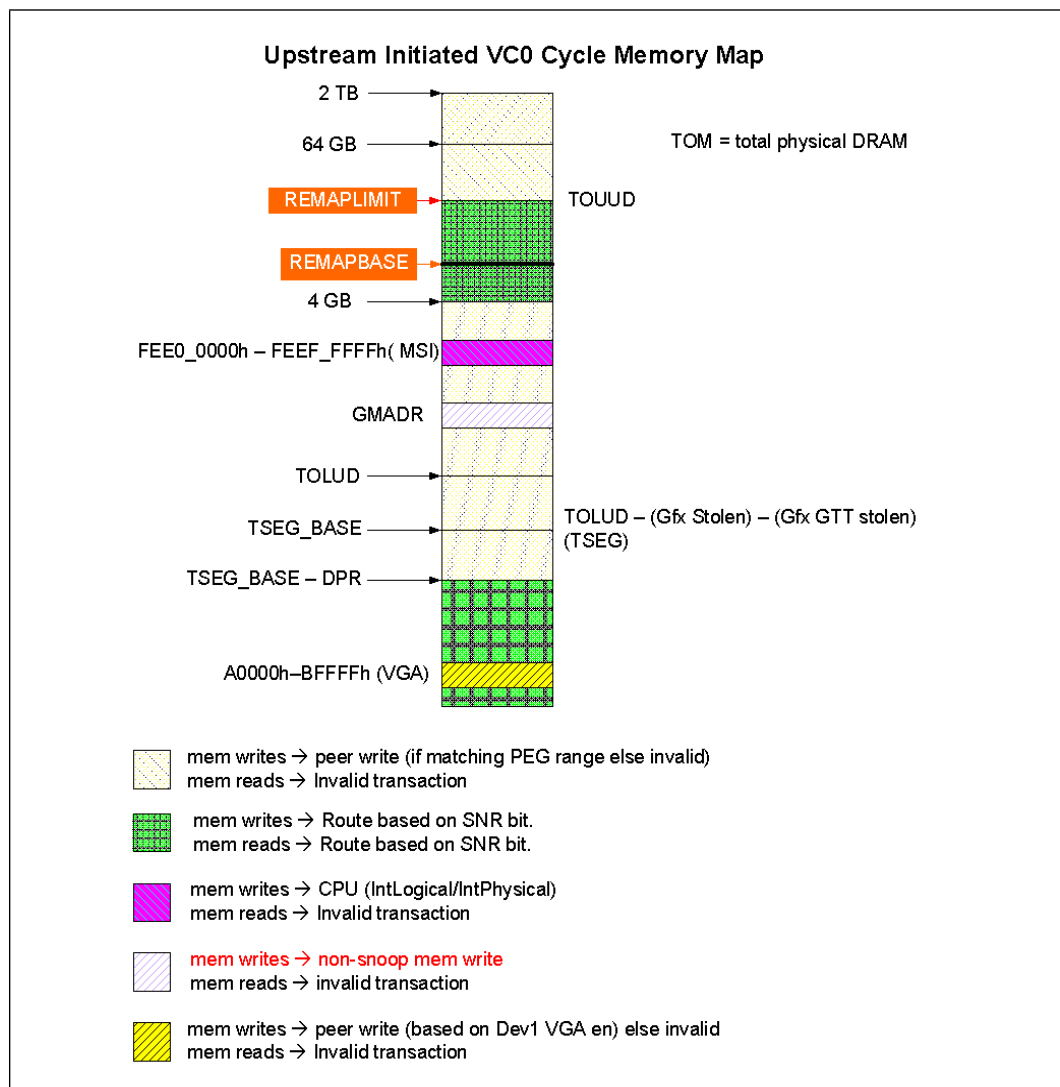 Upstream Initiated VC0 Cycle Memory Map
2 TB
64 GB
TOM = total physical DRAM
REMAPLIMIT
TOUUD
REMAPBASE
4 GB
FEE0_0000h – FEEF_FFFFh( MSI)
GMADR
TOLUD
TSEG_BASE
TOLUD – (Gfx Stolen) – (Gfx GTT stolen)
(TSEG)
TSEG_BASE – DPR
A0000h–BFFFFh (VGA)
mem writes → peer write (if matching PEG range else invalid)
mem reads → Invalid transaction
mem writes → Route based on SNR bit.
mem reads → Route based on SNR bit.
mem writes → CPU (IntLogical/IntPhysical)
mem reads → Invalid transaction
mem writes → non-snoop mem write
mem reads → invalid transaction
mem writes → peer write (based on Dev1 VGA en) else invalid
mem reads → Invalid transaction